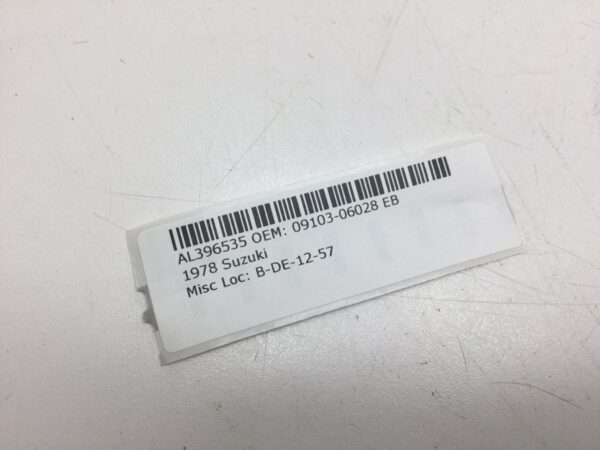 AL396535 OEM: 09103-06028 EB
1978 Suzuki
Misc Loc: B-DE-12-57